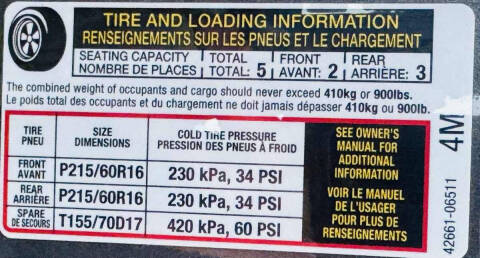 TIRE AND LOADING INFORMATION
RENSEIGNEMENTS SUR LES PNEUS ET LE CHARGEMENT
SEATING CAPACITY TOTAL FRONT REAR
NOMBRE DE PLACES TOTAL: 5 AVANT: 2 ARRIÈRE: 3
The combined weight of occupants and cargo should never exceed 410kg or 900lbs.
Le poids total des occupants et du chargement ne doit jamais dépasser 410kg ou 900lb.
TIRE SIZE COLD TIRE PRESSURE
PNEU DIMENSIONS PRESSION DES PNEUS À FROID
FRONT
AVANT P215/60R16 230 kPa, 34 PSI
REAR
ARRIÈRE P215/60R16 230 kPa, 34 PSI
SPARE
DE SECOURS T155/70D17 420 kPa, 60 PSI
SEE OWNER'S
MANUAL FOR
ADDITIONAL
INFORMATION
VOIR LE MANUEL
DE L'USAGER
POUR PLUS DE
RENSEIGNEMENTS
4M
42661-06511